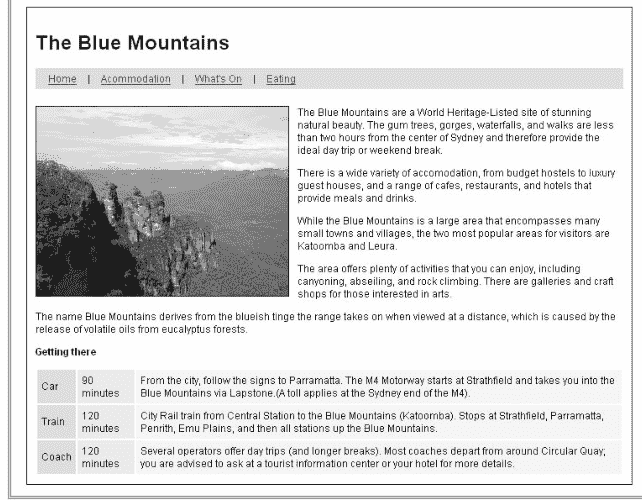 The Blue Mountains
Home | Acommodation | What's On | Eating
The Blue Mountains are a World Heritage-Listed site of stunning
natural beauty. The gum trees, gorges, waterfalls, and walks are less
than two hours from the center of Sydney and therefore provide the
ideal day trip or weekend break.
There is a wide variety of accomodation, from budget hostels to luxury
guest houses, and a range of cafes, restaurants, and hotels that
provide meals and drinks.
While the Blue Mountains is a large area that encompasses many
small towns and villages, the two most popular areas for visitors are
Katoomba and Leura.
The area offers plenty of activities that you can enjoy, including
canyoning, abseiling, and rock climbing. There are galleries and craft
shops for those interested in arts.
The name Blue Mountains derives from the blueish tinge the range takes on when viewed at a distance, which is caused by the
release of volatile oils from eucalyptus forests.
Getting there
Car
90
minutes
From the city, follow the signs to Parramatta. The M4 Motorway starts at Strathfield and takes you into the
Blue Mountains via Lapstone.(A toll applies at the Sydney end of the M4).
Train
120
minutes
City Rail train from Central Station to the Blue Mountains (Katoomba). Stops at Strathfield, Parramatta,
Penrith, Emu Plains, and then all stations up the Blue Mountains.
Coach
120
minutes
Several operators offer day trips (and longer breaks). Most coaches depart from around Circular Quay;
you are advised to ask at a tourist information center or your hotel for more details.